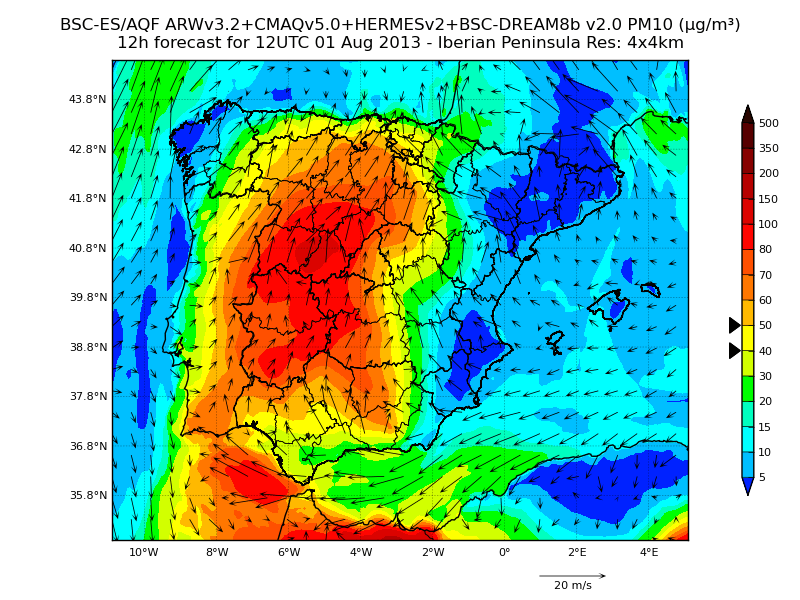 BSC-ES/AQF ARWv3.2+CMAQv5.0+HERMESv2+BSC-DREAM8b v2.0 PM10 (μg/m³)
12h forecast for 12UTC 01 Aug 2013 - Iberian Peninsula Res: 4x4km
43.8°N
42.8°N
41.8°N
40.8°N
39.8°N
38.8°N
37.8°N
36.8°N
35.8°N
10°W 8°W 6°W 4°W 2°W 0° 2°E 4°E
500
350
200
150
100
80
70
60
50
40
30
20
15
10
5
20 m/s